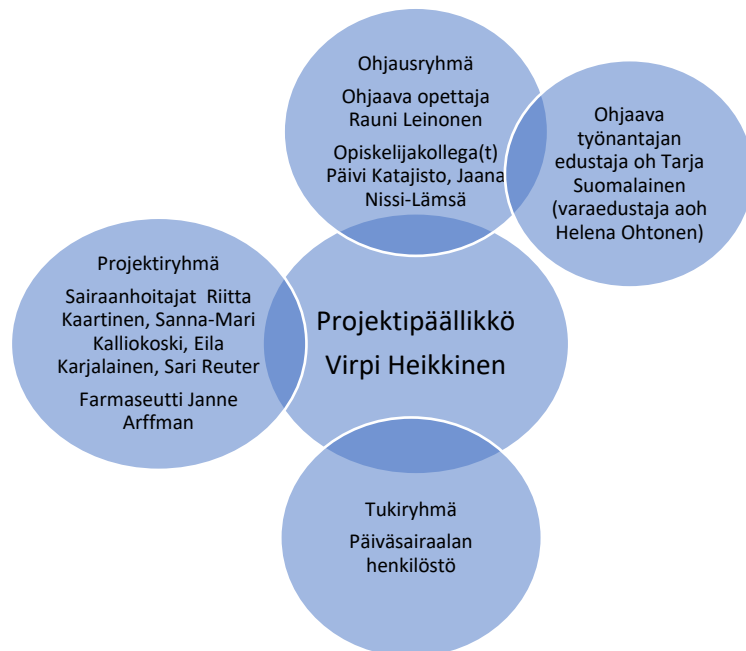 Ohjausryhmä
Ohjaava opettaja
Rauni Leinonen
Opiskelijakollega(t)
Päivi Katajisto, Jaana
Nissi-Lämsä
Ohjaava
työnantajan
edustaja oh Tarja
Suomalainen
(varaedustaja aoh
Helena Ohtonen)
Projektiryhmä
Sairaanhoitajat Riitta
Kaartinen, Sanna-Mari
Kalliokoski, Eila
Karjalainen, Sari Reuter
Farmaseutti Janne
Arffman
Projektipäällikkö
Virpi Heikkinen
Tukiryhmä
Päiväsairaalan
henkilöstö